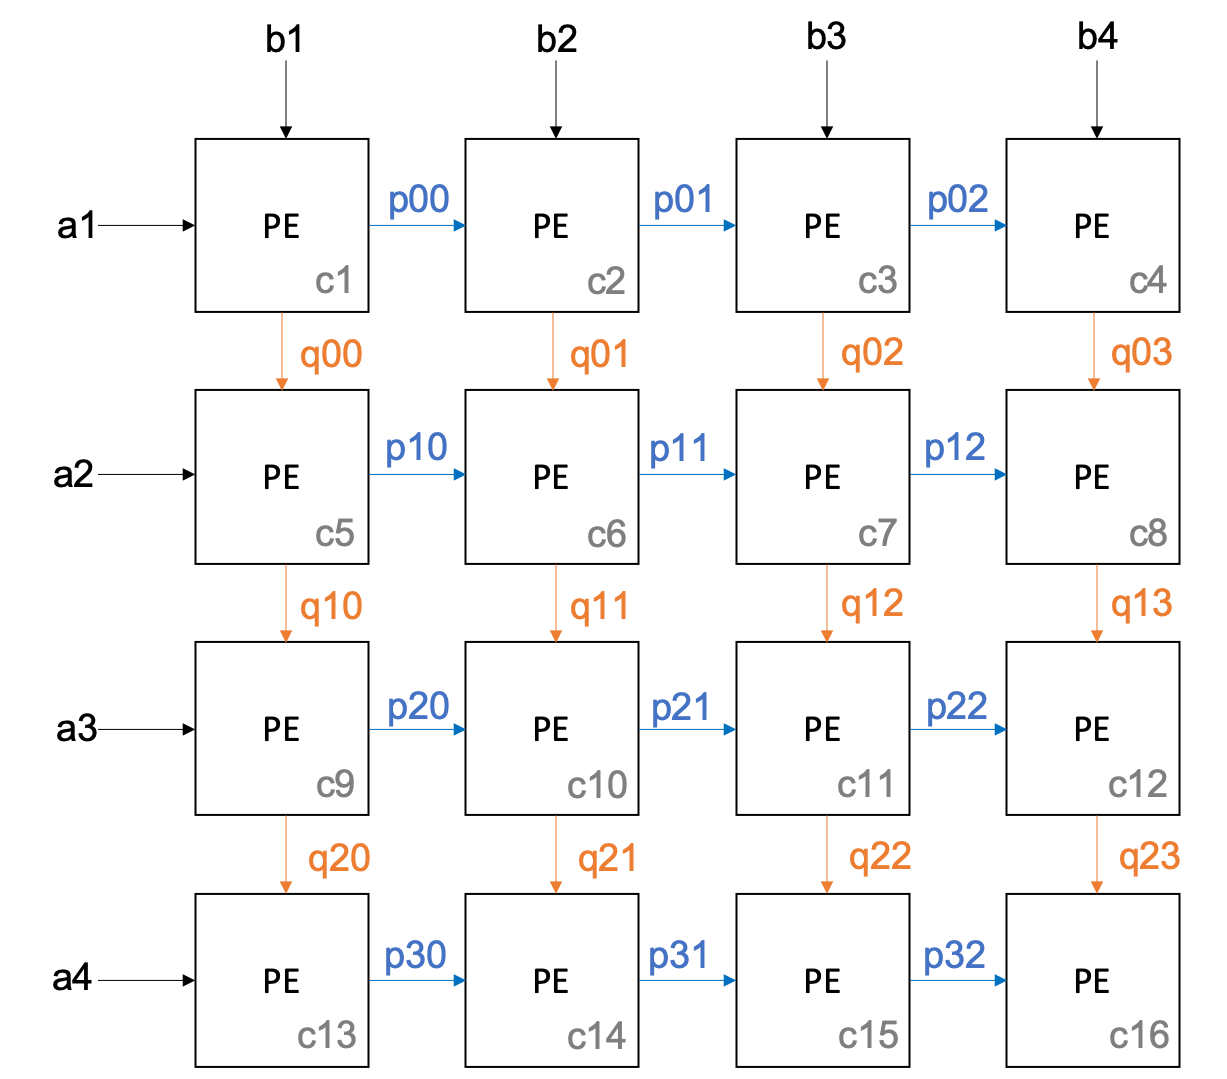 b1 b2 b3 b4
p00 p01 p02
a1 PE PE PE PE
c1 c2 c3 c4
q00 q01 q02 q03
p10 p11 p12
a2 PE PE PE PE
c5 c6 c7 c8
q10 q11 q12 q13
p20 p21 p22
a3 PE PE PE PE
c9 c10 c11 c12
q20 q21 q22 q23
p30 p31 p32
a4 PE PE PE PE
c13 c14 c15 c16